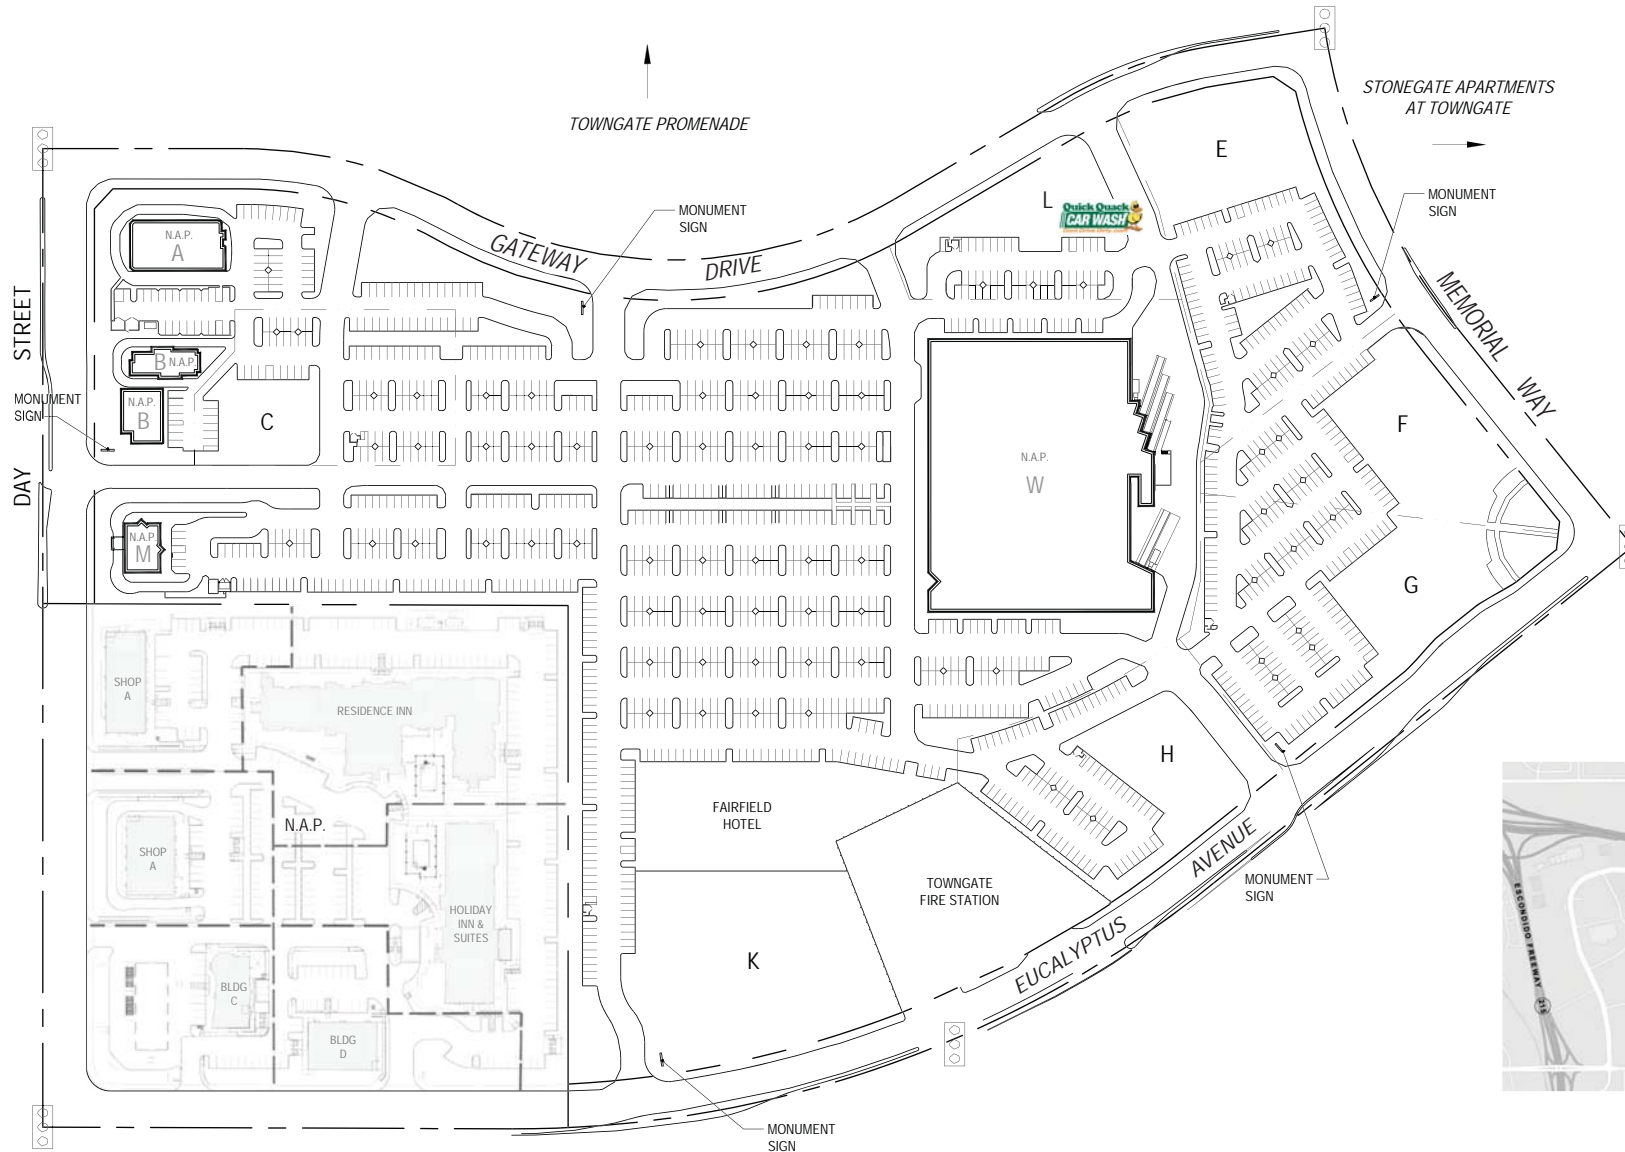 STONEGATE APARTMENTS
AT TOWNGATE
TOWNGATE PROMENADE
E
MONUMENT
SIGN
L
Quick Quack
CAR WASH
MONUMENT
SIGN
N.A.P.
A
GATEWAY
DRIVE
MEMORIAL
WAY
STREET
DAY
B N.A.P.
MONUMENT
SIGN
N.A.P.
B
C
F
N.A.P.
W
N.A.P.
M
G
SHOP
A
RESIDENCE INN
H
FAIRFIELD
HOTEL
N.A.P.
SHOP
A
AVENUE
MONUMENT
SIGN
TOWNGATE
FIRE STATION
HOLIDAY
INN &
SUITES
EUCALYPTUS
ESCONDIDO FREEWAY
215
K
BLDG
C
BLDG
D
MONUMENT
SIGN